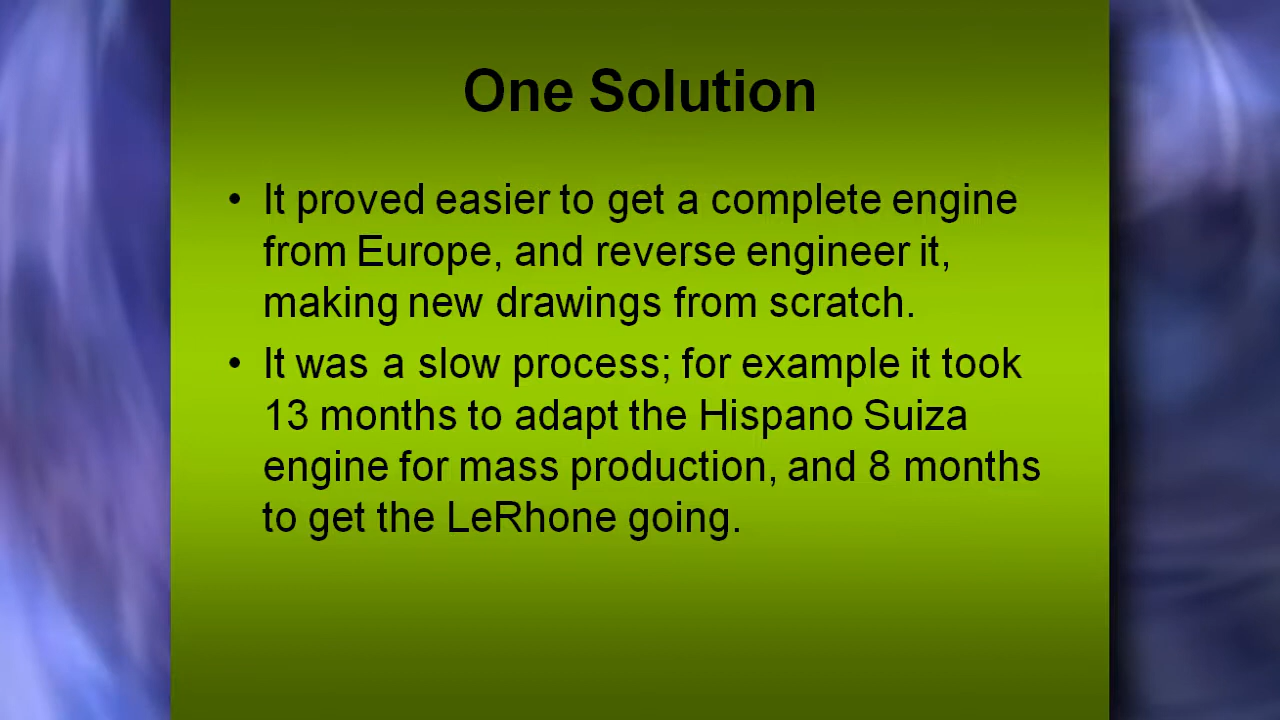 One Solution
• It proved easier to get a complete engine
from Europe, and reverse engineer it,
making new drawings from scratch.
• It was a slow process; for example it took
13 months to adapt the Hispano Suiza
engine for mass production, and 8 months
to get the LeRhone going.